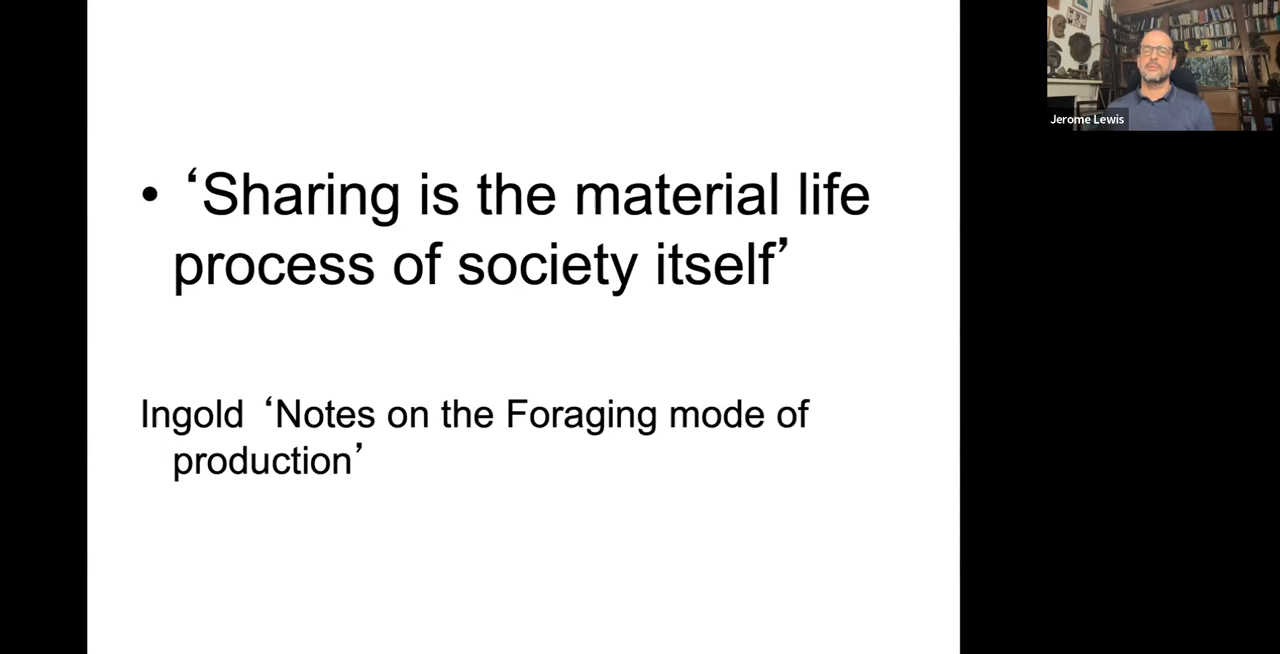 • ‘Sharing is the material life
process of society itself’
Ingold ‘Notes on the Foraging mode of
production’
Jerome Lewis